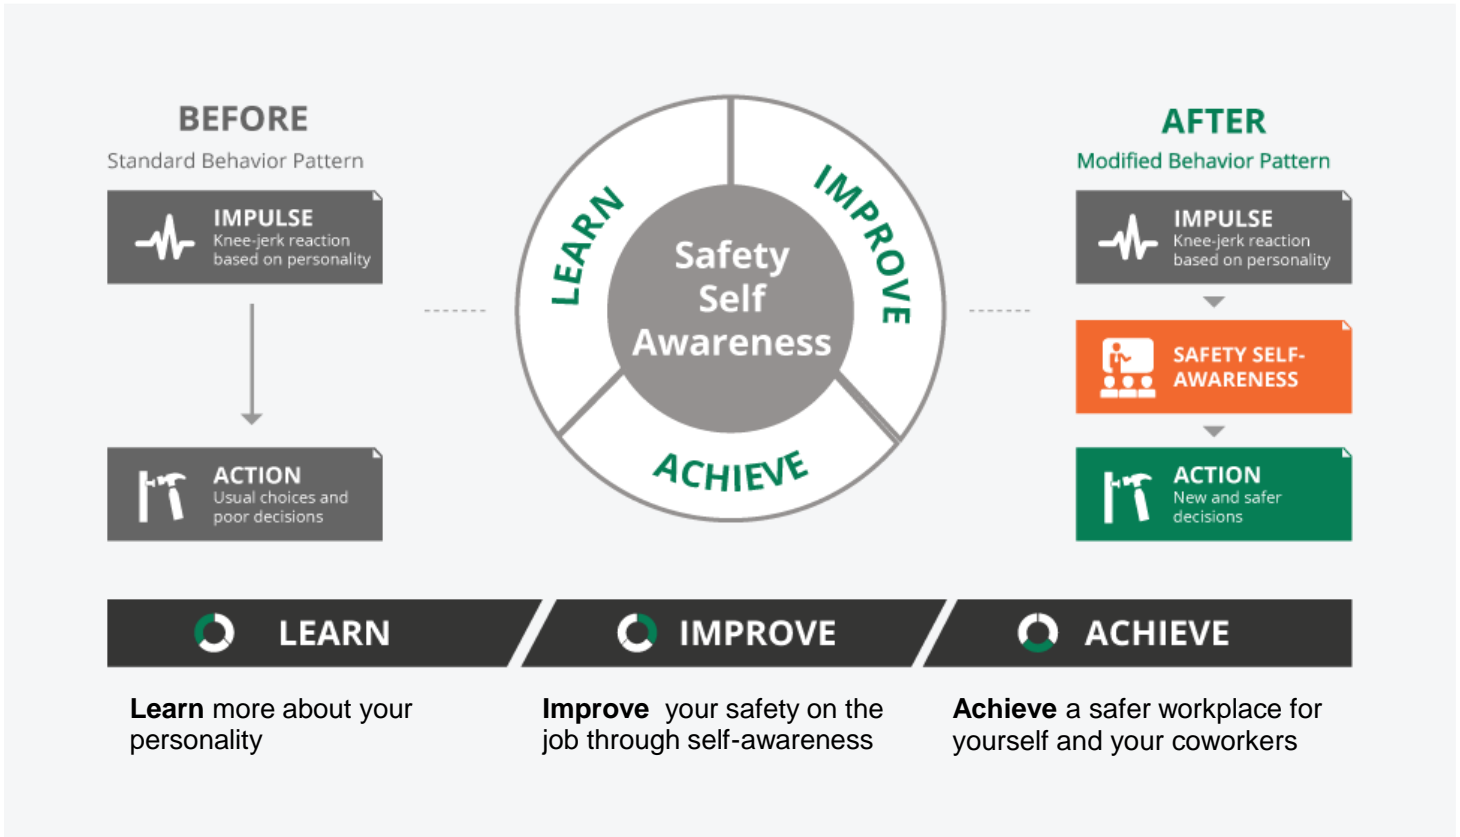 BEFORE
Standard Behavior Pattern
IMPULSE
Knee-jerk reaction
based on personality
ACTION
Usual choices and
poor decisions
LEARN
IMPROVE
ACHIEVE
Safety
Self
Awareness
AFTER
Modified Behavior Pattern
IMPULSE
Knee-jerk reaction
based on personality
SAFETY SELF-
AWARENESS
ACTION
New and safer
decisions
LEARN
IMPROVE
ACHIEVE
Learn more about your
personality
Improve your safety on the
job through self-awareness
Achieve a safer workplace for
yourself and your coworkers